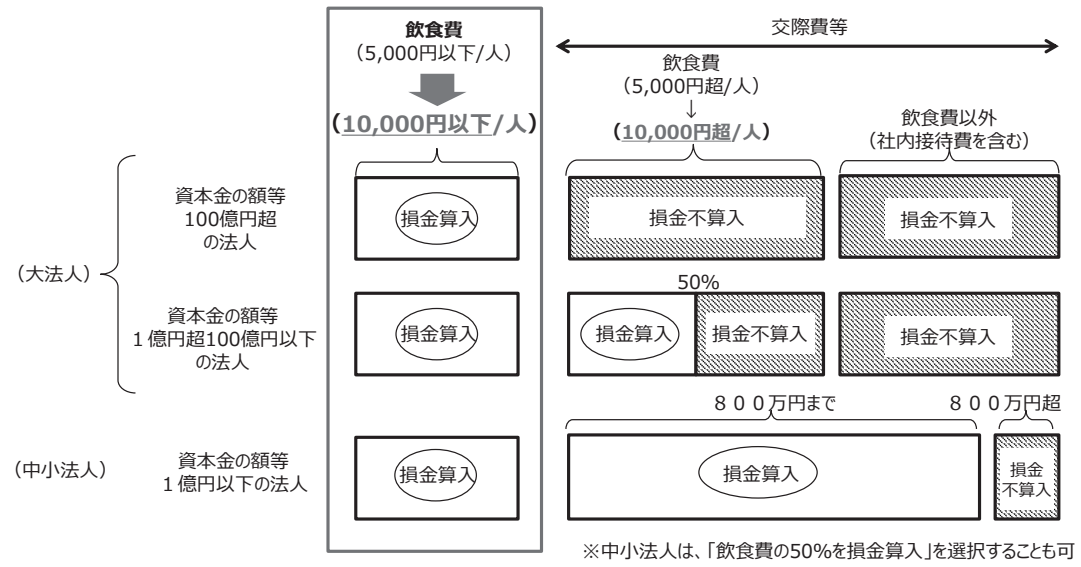 飲食費
（5,000円以下/人）
（10,000円以下/人）
交際費等
飲食費
（5,000円超/人）
↓
（10,000円超/人）
飲食費以外
（社内接待費を含む）
（大法人）
資本金の額等
100億円超
の法人
損金算入
損金不算入
損金不算入
資本金の額等
１億円超100億円以下
の法人
損金算入
50%
損金算入
損金不算入
損金不算入
８００万円まで
８００万円超
（中小法人）
資本金の額等
１億円以下の法人
損金算入
損金算入
損金
不算入
※中小法人は、「飲食費の50%を損金算入」を選択することも可